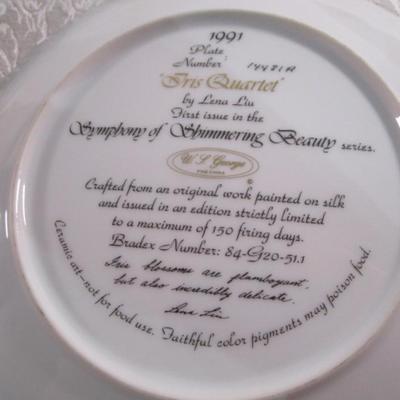 1991
Plate
Number: 14421A
"Iris Quartet"
by Lena Liu
First issue in the
Symphony of Shimmering Beauty series.
W. S. George
FINE CHINA
®
Crafted from an original work painted on silk
and issued in an edition strictly limited
to a maximum of 150 firing days.
Bradex Number: 84-G20-51.1
Iris blossoms are flamboyant,
but also incredibly delicate.
Lena Liu
Ceramic art—not for food use. Faithful color pigments may poison food.